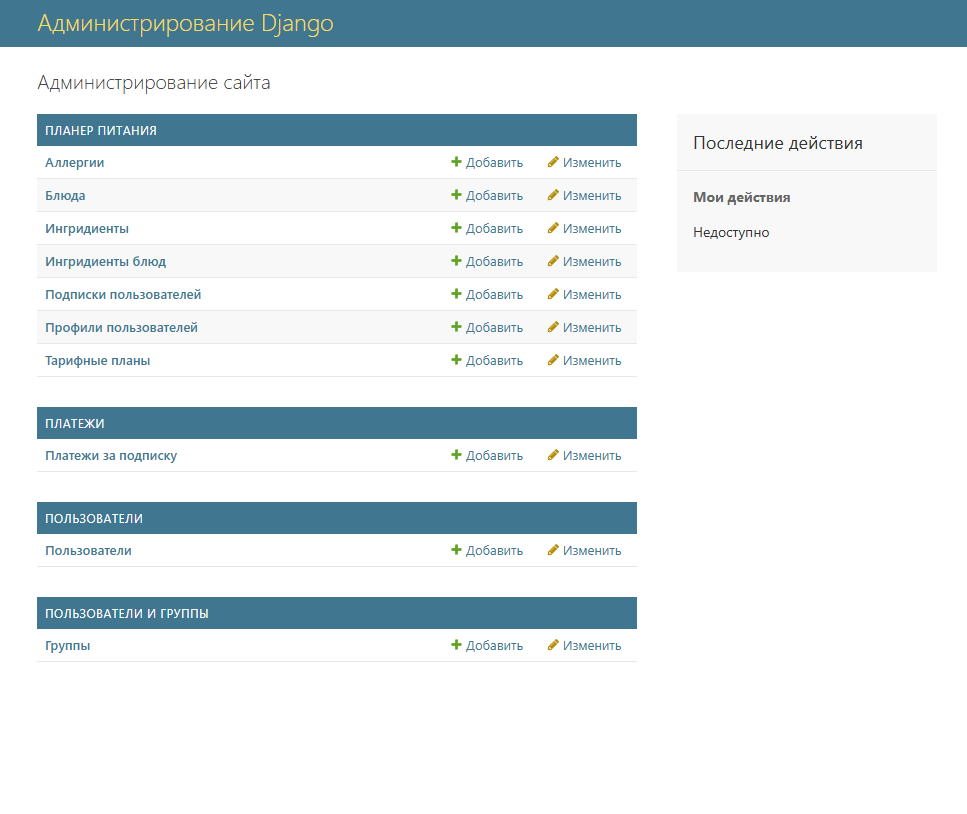 Администрирование Django
Администрирование сайта
ПЛАНЕР ПИТАНИЯ
Аллергии Добавить Изменить
Блюда Добавить Изменить
Ингридиенты Добавить Изменить
Ингридиенты блюд Добавить Изменить
Подписки пользователей Добавить Изменить
Профили пользователей Добавить Изменить
Тарифные планы Добавить Изменить
ПЛАТЕЖИ
Платежи за подписку Добавить Изменить
ПОЛЬЗОВАТЕЛИ
Пользователи Добавить Изменить
ПОЛЬЗОВАТЕЛИ И ГРУППЫ
Группы Добавить Изменить
Последние действия
Мои действия
Недоступно